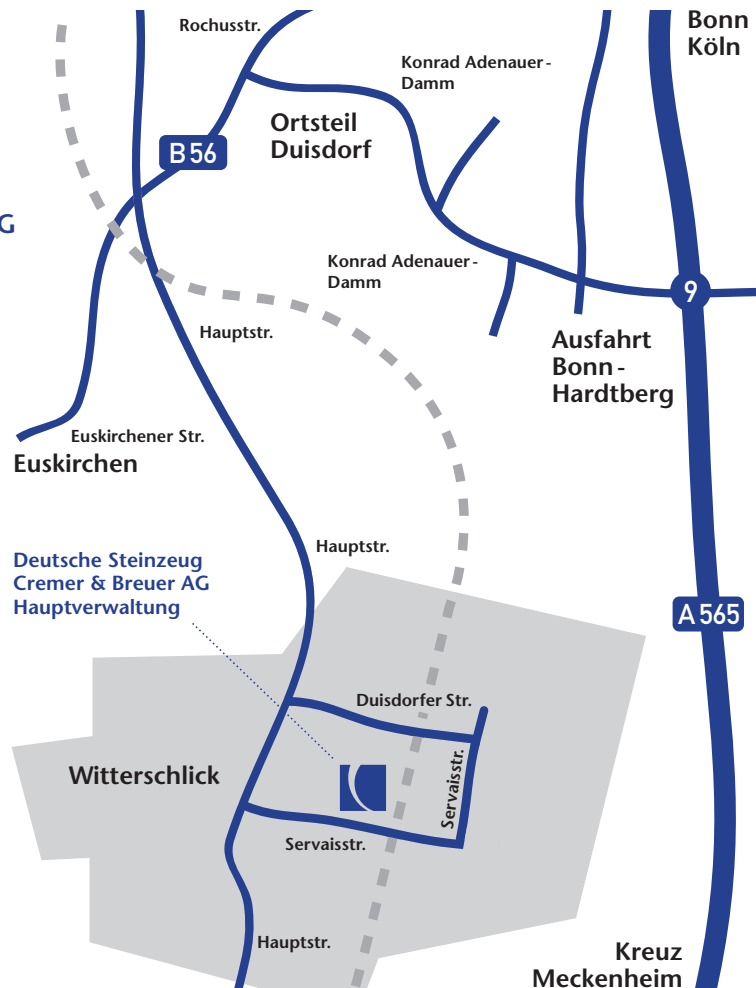 Bonn
Köln
Rochusstr.
Konrad Adenauer-
Damm
Ortsteil
Duisdorf
B 56
G
Konrad Adenauer-
Damm
9
Hauptstr.
Ausfahrt
Bonn-
Hardtberg
Euskirchener Str.
Euskirchen
Hauptstr.
Deutsche Steinzeug
Cremer & Breuer AG
Hauptverwaltung
A 565
Duisdorfer Str.
Witterschlick
Servaisstr.
Servaisstr.
Hauptstr.
Kreuz
Meckenheim